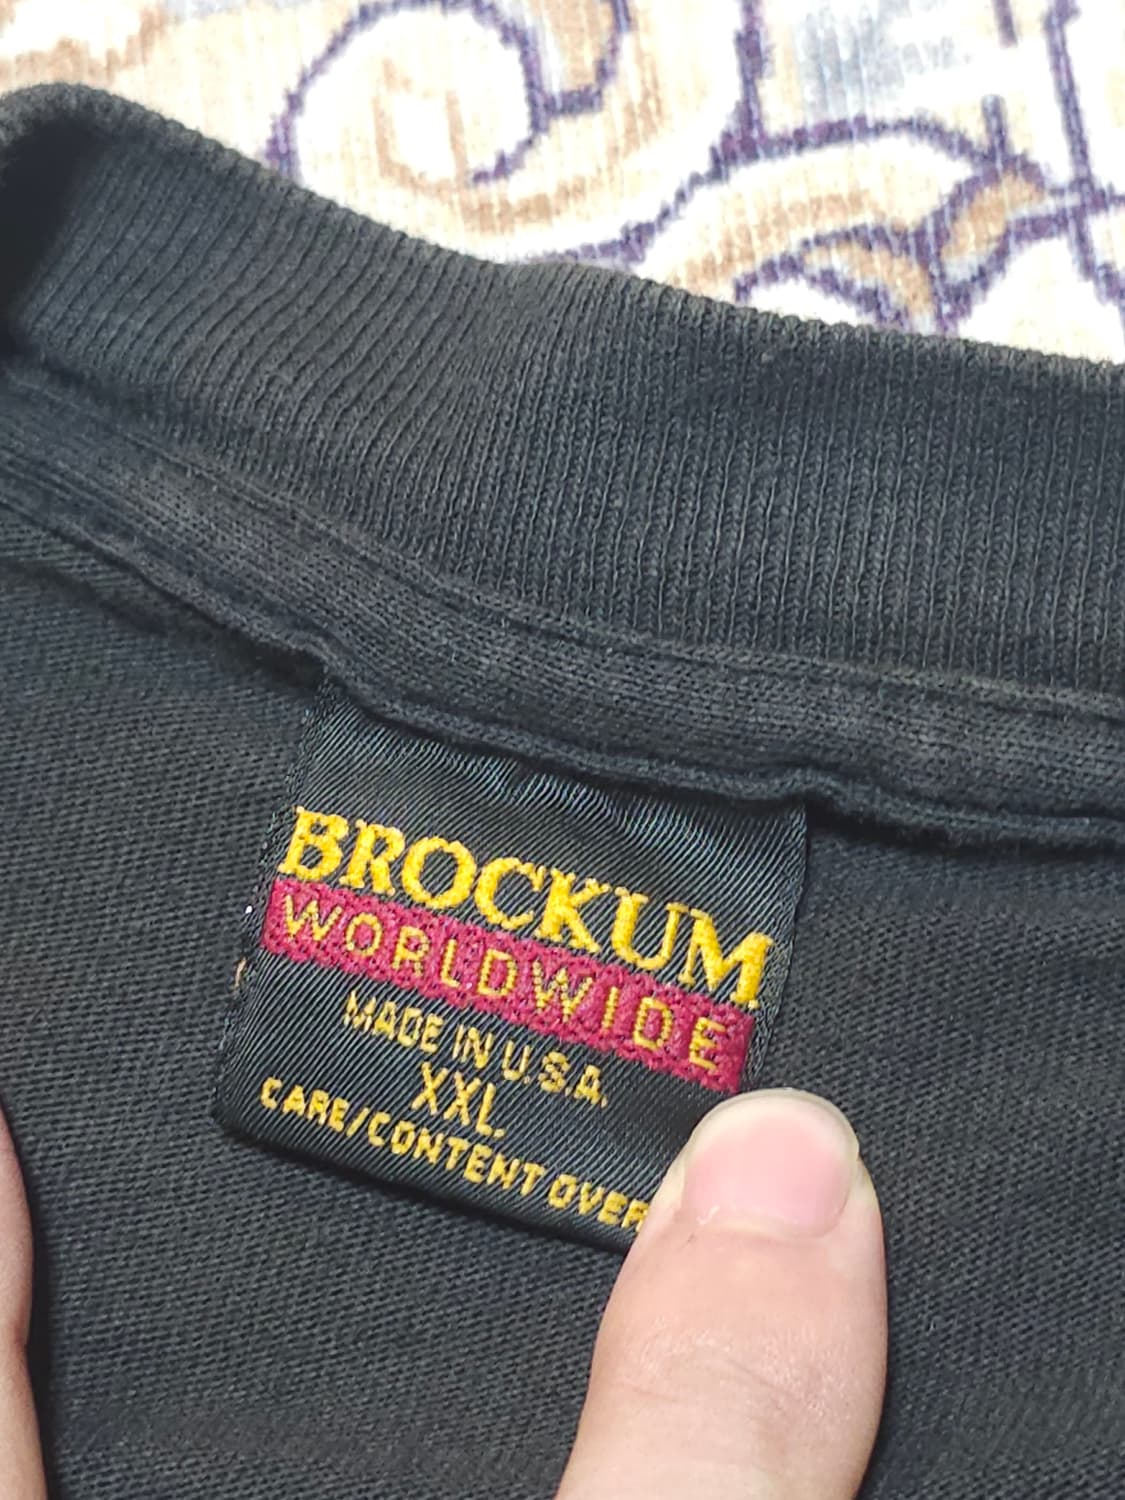 BROCKUM
WORLDWIDE
MADE IN U.S.A.
XXL
CARE/CONTENT OVER